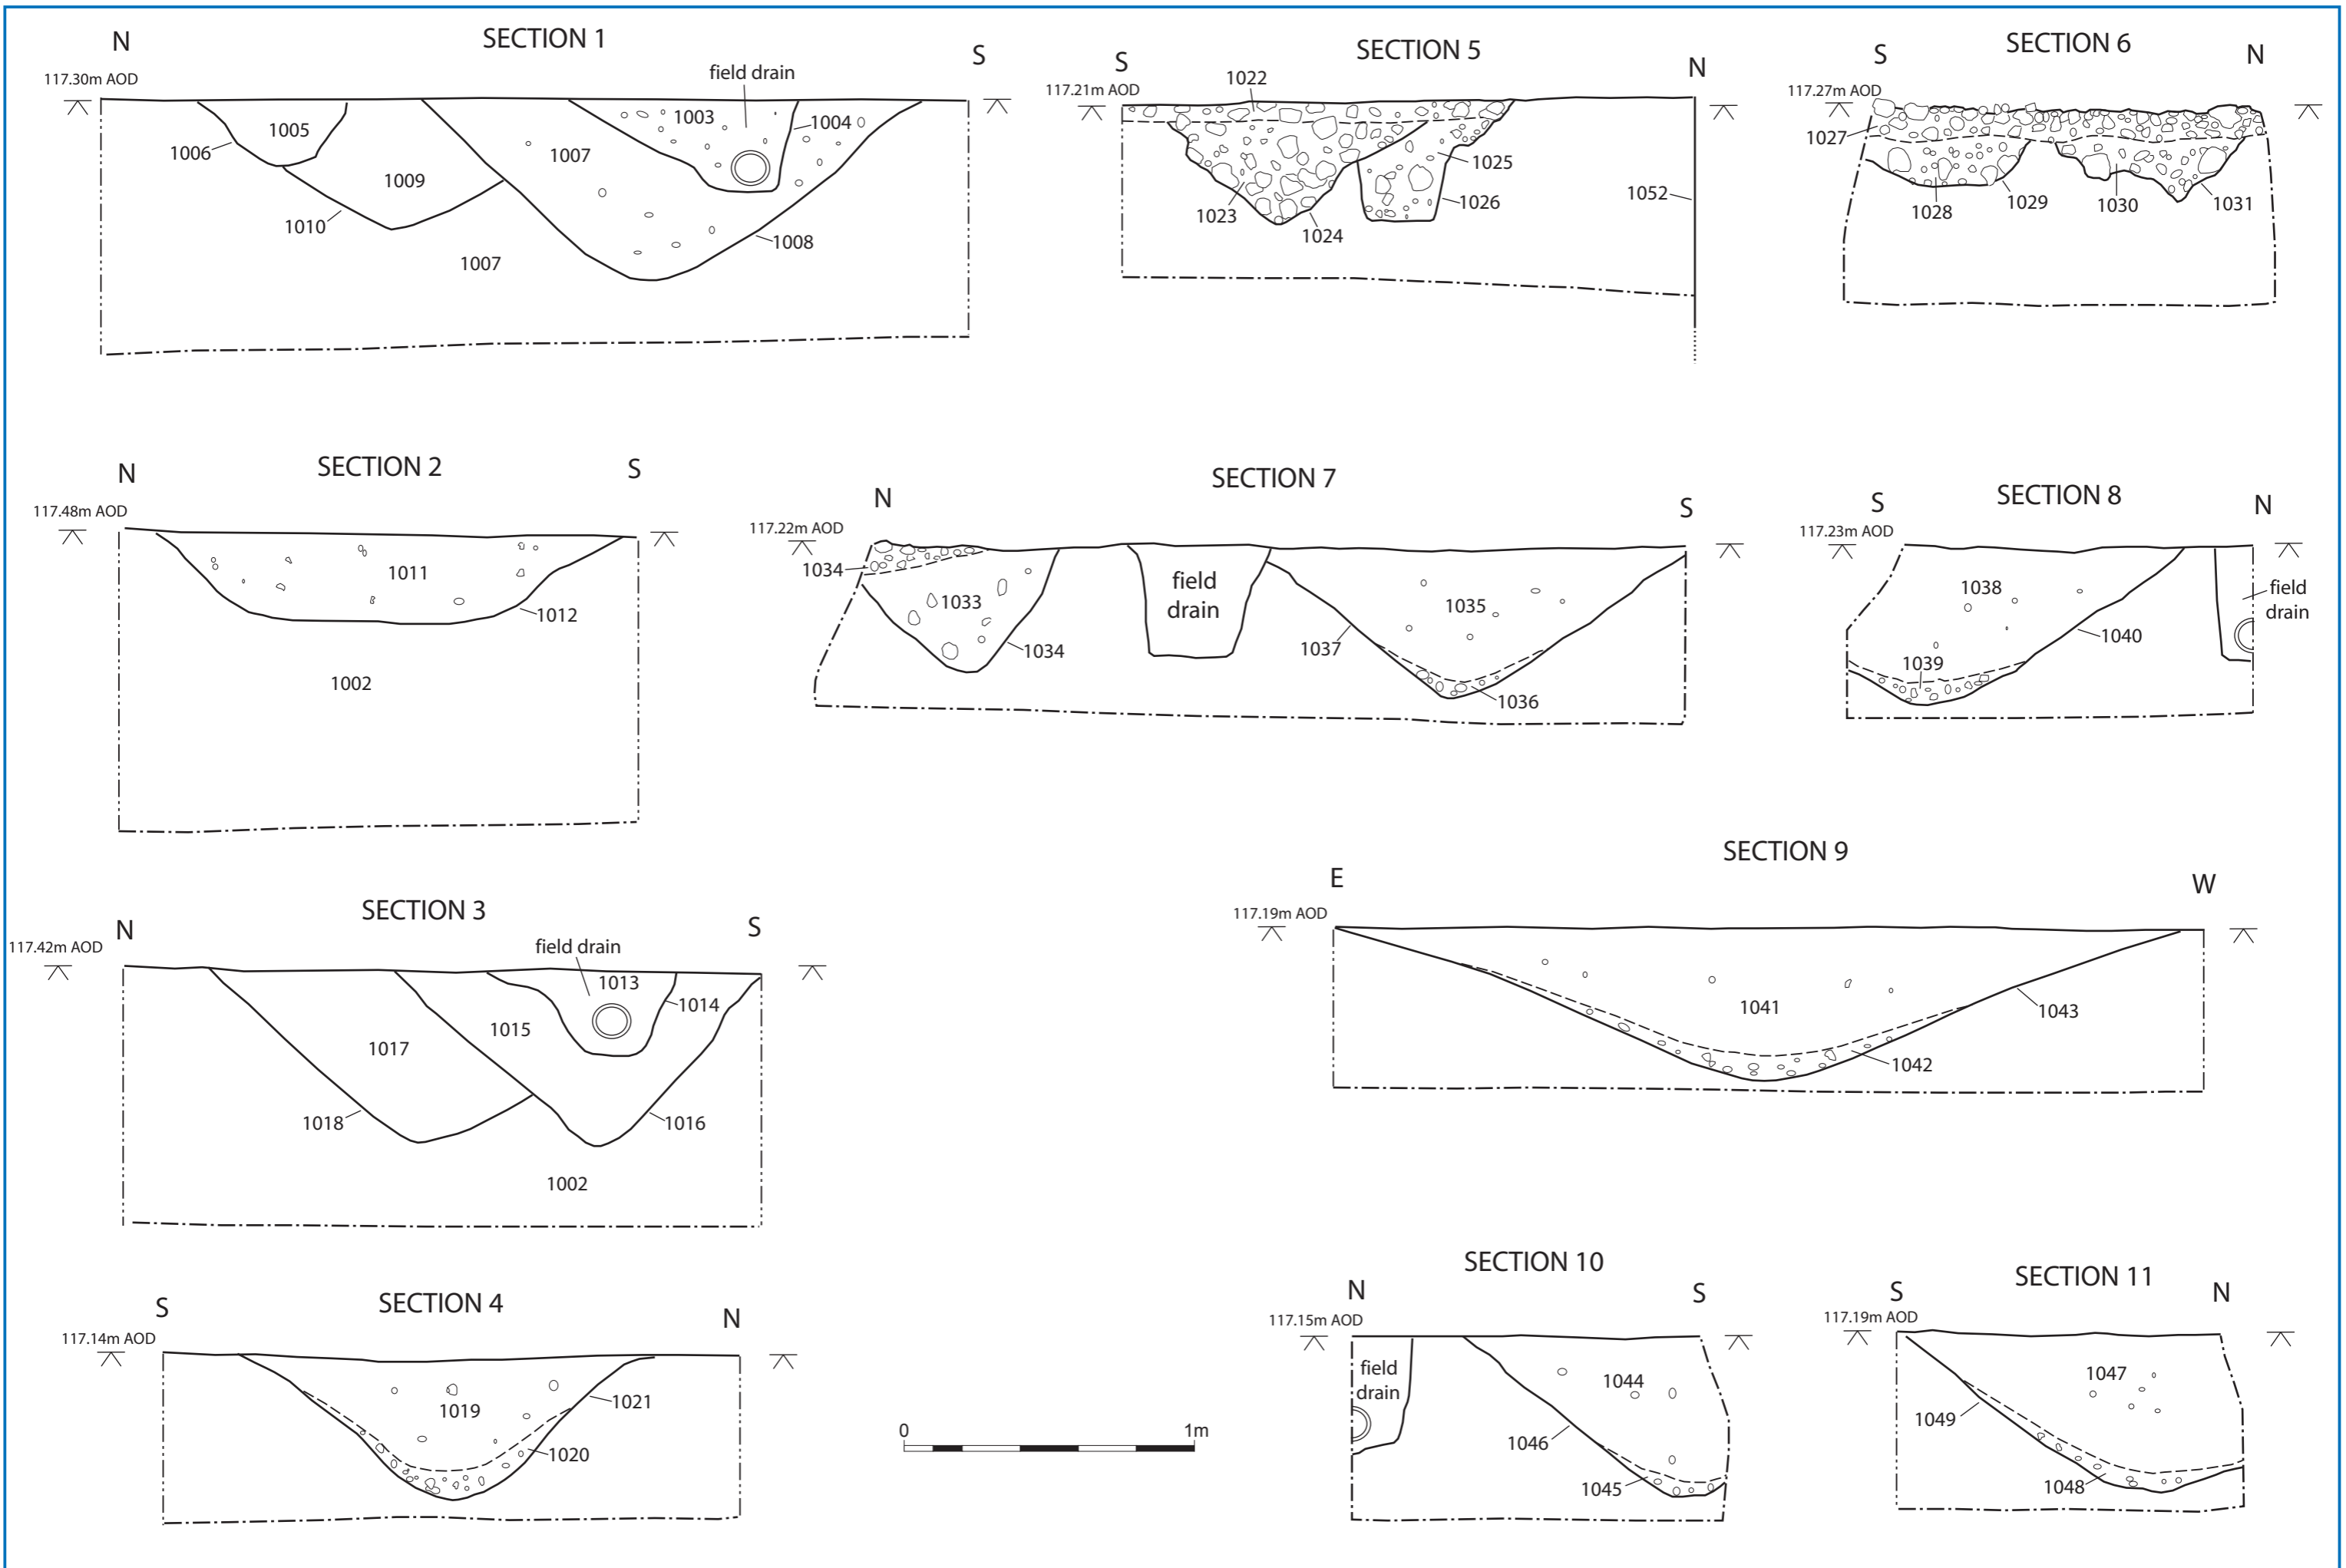 SECTION 1
N
S
117.30m AOD
field drain
1003
1004
1005
1006
1007
1009
1010
1008
1007
SECTION 5
S
N
117.21m AOD
1022
1025
1052
1023
1026
1024
SECTION 6
S
N
117.27m AOD
1027
1028
1029
1030
1031
SECTION 2
N
S
117.48m AOD
1011
1012
1002
SECTION 7
N
S
117.22m AOD
1034
1033
field
drain
1035
1034
1037
1036
SECTION 8
S
N
117.23m AOD
1038
field
drain
1040
1039
SECTION 3
N
S
117.42m AOD
field drain
1013
1014
1015
1017
1018
1016
1002
SECTION 9
E
W
117.19m AOD
1041
1043
1042
SECTION 4
S
N
117.14m AOD
1019
1021
1020
0
1m
SECTION 10
N
S
117.15m AOD
field
drain
1044
1046
1045
SECTION 11
S
N
117.19m AOD
1047
1049
1048